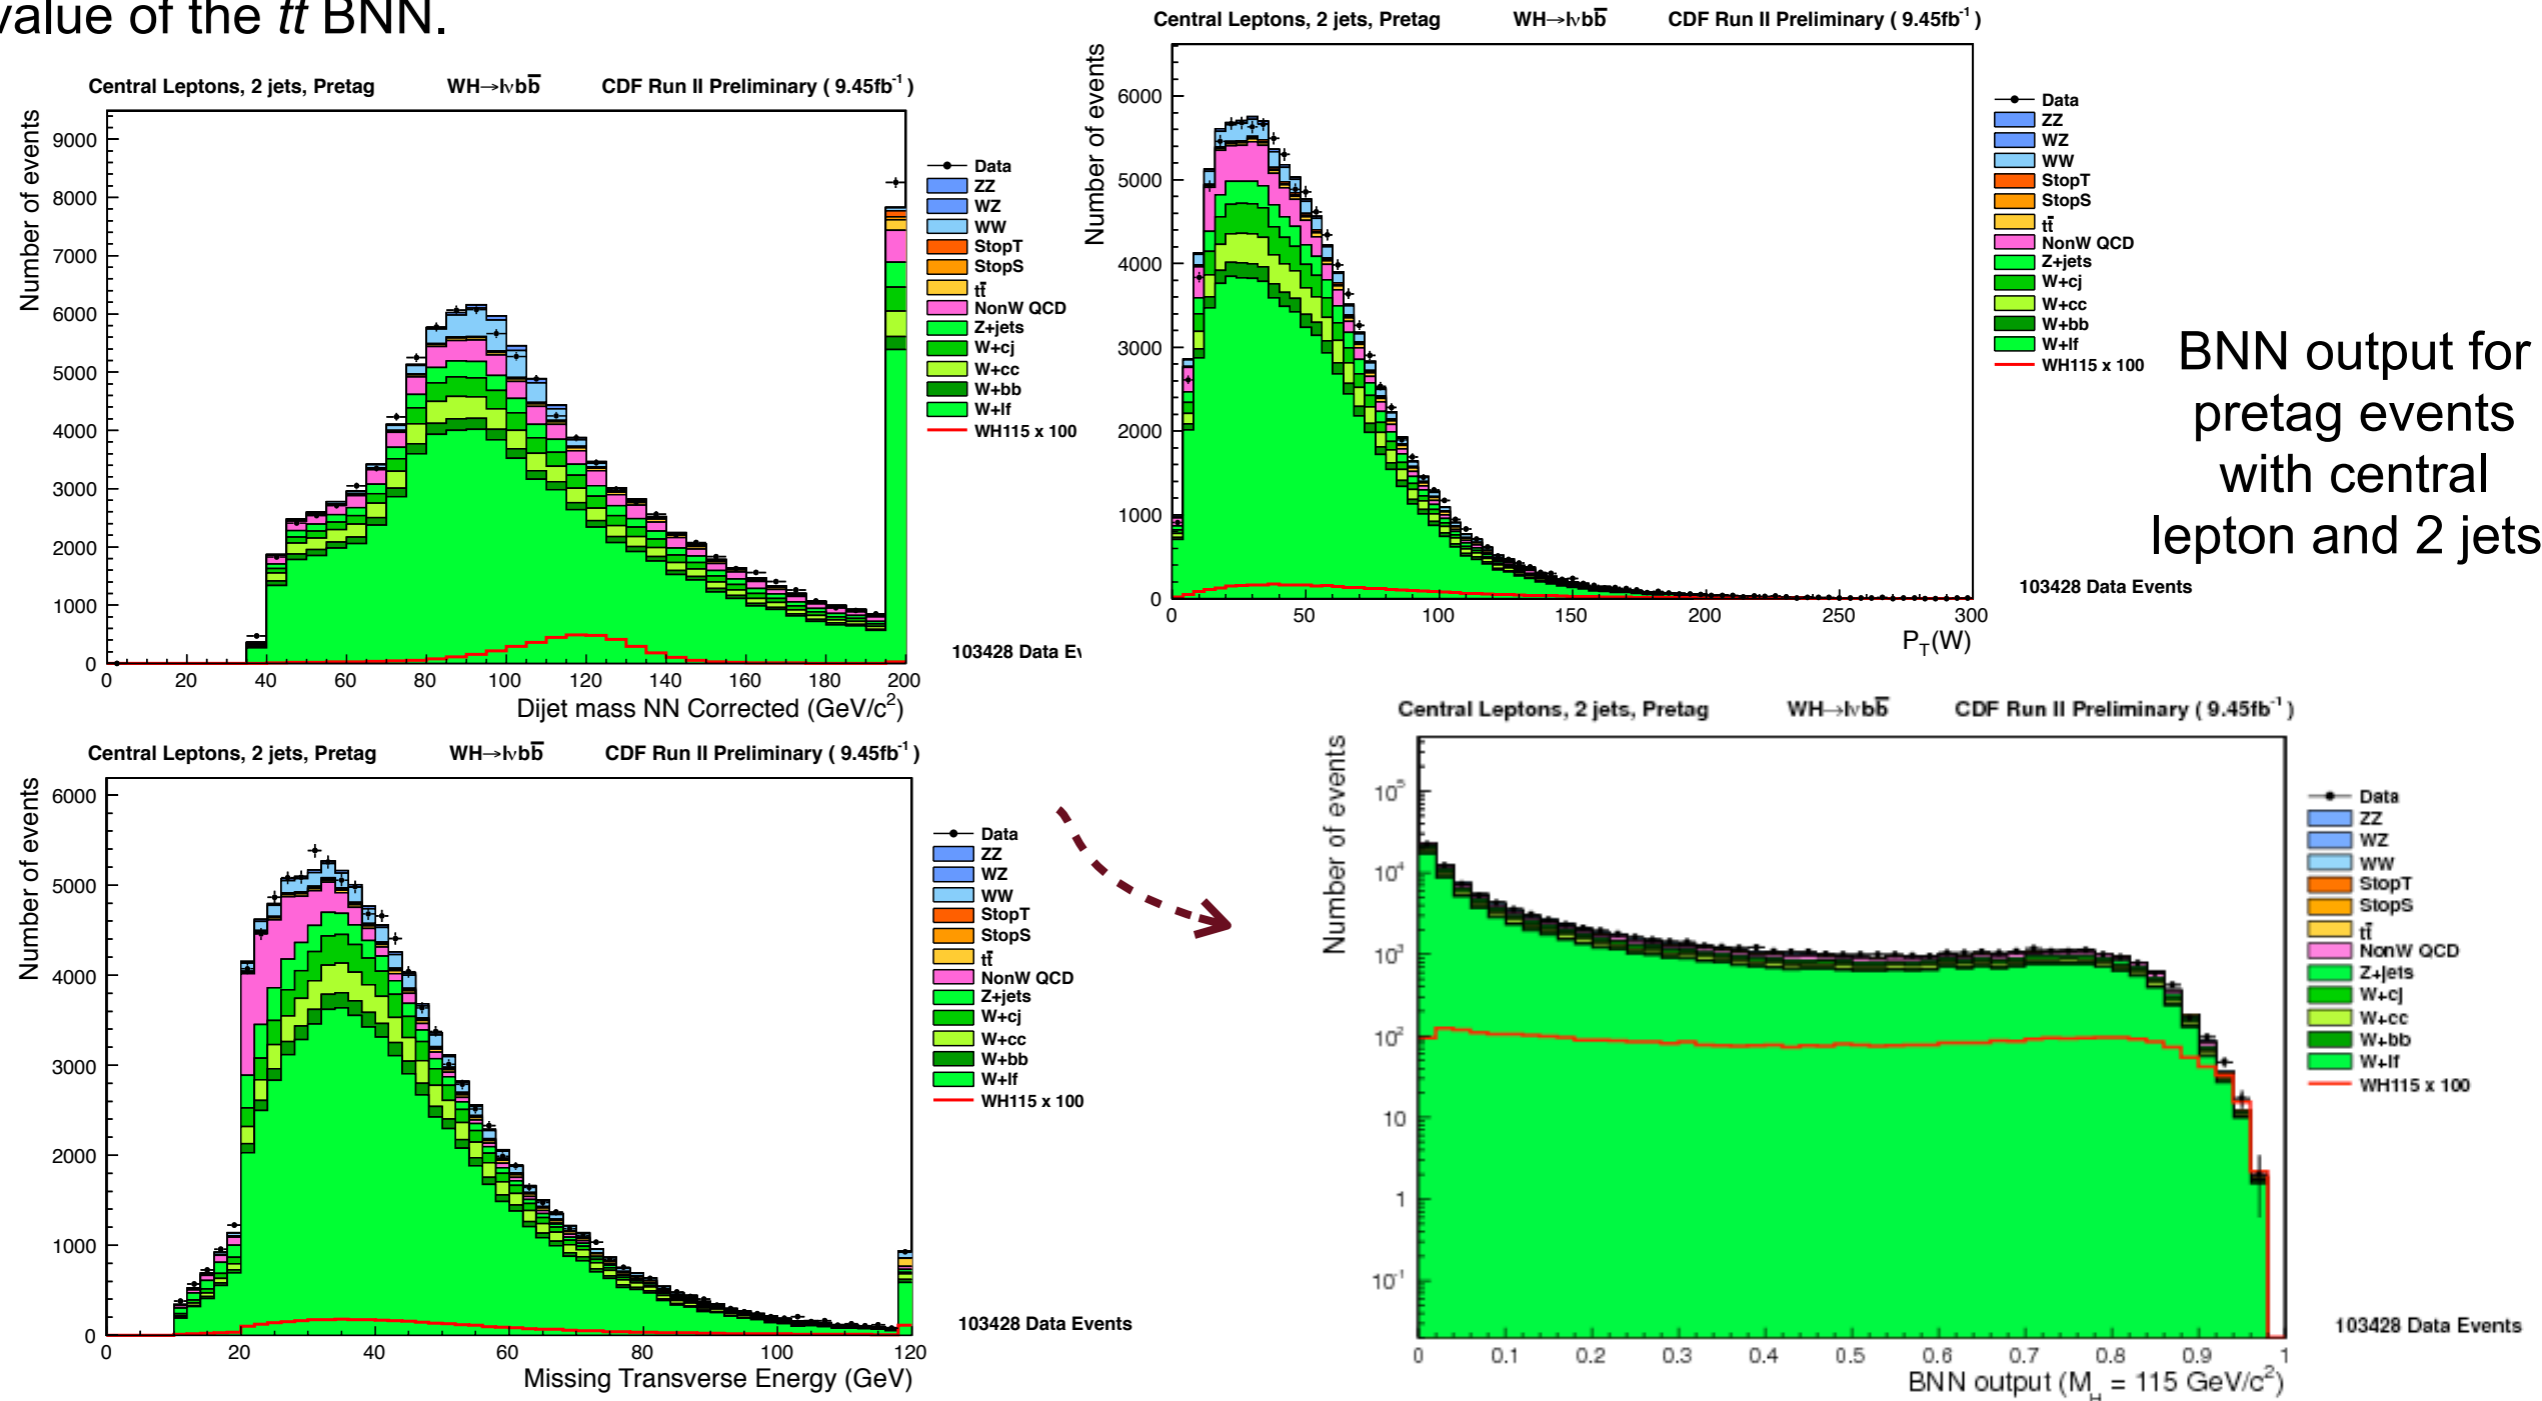 value of the tt̄ BNN.
Central Leptons, 2 jets, Pretag WH→lνbb̅ CDF Run II Preliminary ( 9.45fb⁻¹ )
Number of events
9000
8000
7000
6000
5000
4000
3000
2000
1000
0
0 20 40 60 80 100 120 140 160 180 200
Dijet mass NN Corrected (GeV/c²)
Data
ZZ
WZ
WW
StopT
StopS
tt̄
NonW QCD
Z+jets
W+cj
W+cc
W+bb
W+lf
WH115 x 100
103428 Data Ev
Central Leptons, 2 jets, Pretag WH→lνbb̅ CDF Run II Preliminary ( 9.45fb⁻¹ )
Number of events
6000
5000
4000
3000
2000
1000
0
0 50 100 150 200 250 300
P_T(W)
Data
ZZ
WZ
WW
StopT
StopS
tt̄
NonW QCD
Z+jets
W+cj
W+cc
W+bb
W+lf
WH115 x 100
103428 Data Events
BNN output for
pretag events
with central
lepton and 2 jets
Central Leptons, 2 jets, Pretag WH→lνbb̅ CDF Run II Preliminary ( 9.45fb⁻¹ )
Number of events
6000
5000
4000
3000
2000
1000
0
0 20 40 60 80 100 120
Missing Transverse Energy (GeV)
Data
ZZ
WZ
WW
StopT
StopS
tt̄
NonW QCD
Z+jets
W+cj
W+cc
W+bb
W+lf
WH115 x 100
103428 Data Events
Central Leptons, 2 jets, Pretag WH→lνbb̅ CDF Run II Preliminary ( 9.45fb⁻¹ )
Number of events
10⁵
10⁴
10³
10²
10
1
10⁻¹
0 0.1 0.2 0.3 0.4 0.5 0.6 0.7 0.8 0.9 1
BNN output (M_H = 115 GeV/c²)
Data
ZZ
WZ
WW
StopT
StopS
tt̄
NonW QCD
Z+jets
W+cj
W+cc
W+bb
W+lf
WH115 x 100
103428 Data Events